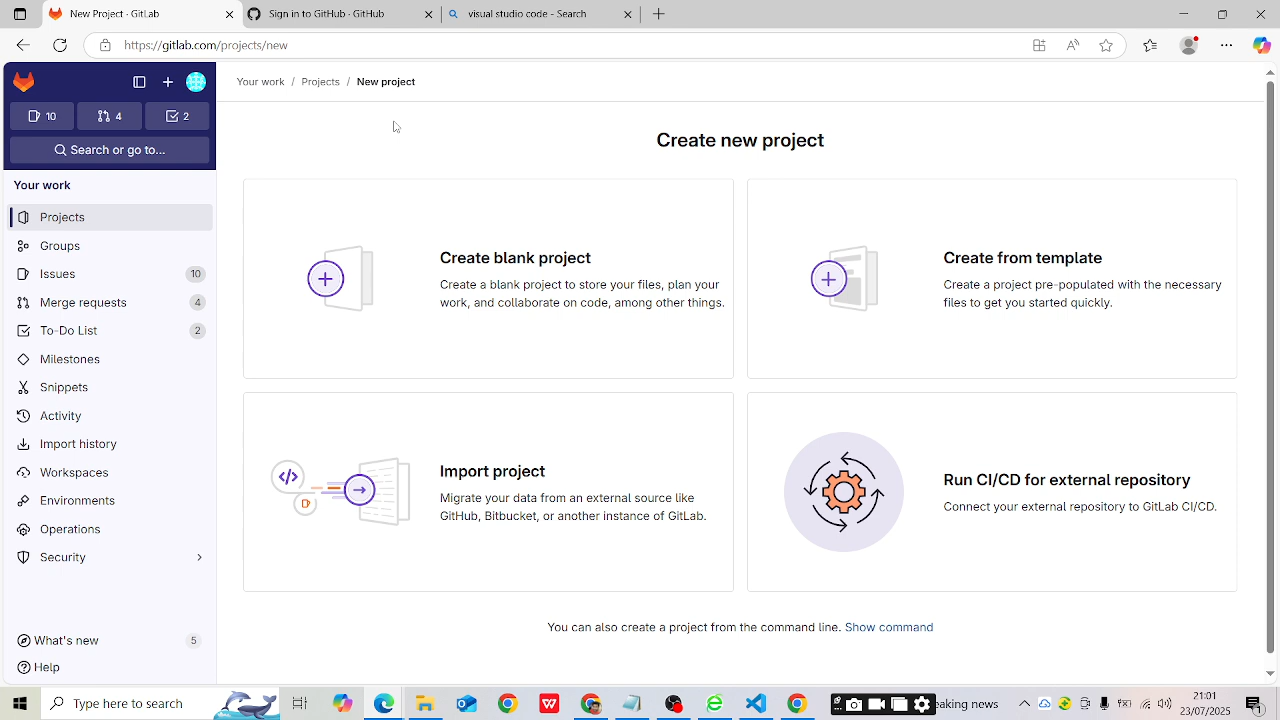 New Project · GitLab
Sign in to GitHub · GitHub
visual studio code - Search
https://gitlab.com/projects/new
10
4
2
Search or go to...
Your work
Projects
Groups
Issues
10
Merge requests
4
To-Do List
2
Milestones
Snippets
Activity
Import history
Workspaces
Environments
Operations
Security
What's new
5
Help
Your work / Projects / New project
Create new project
Create blank project
Create a blank project to store your files, plan your
work, and collaborate on code, among other things.
Create from template
Create a project pre-populated with the necessary
files to get you started quickly.
Import project
Migrate your data from an external source like
GitHub, Bitbucket, or another instance of GitLab.
Run CI/CD for external repository
Connect your external repository to GitLab CI/CD.
You can also create a project from the command line. Show command
Type here to search
eaking news
21:01
23/07/2025